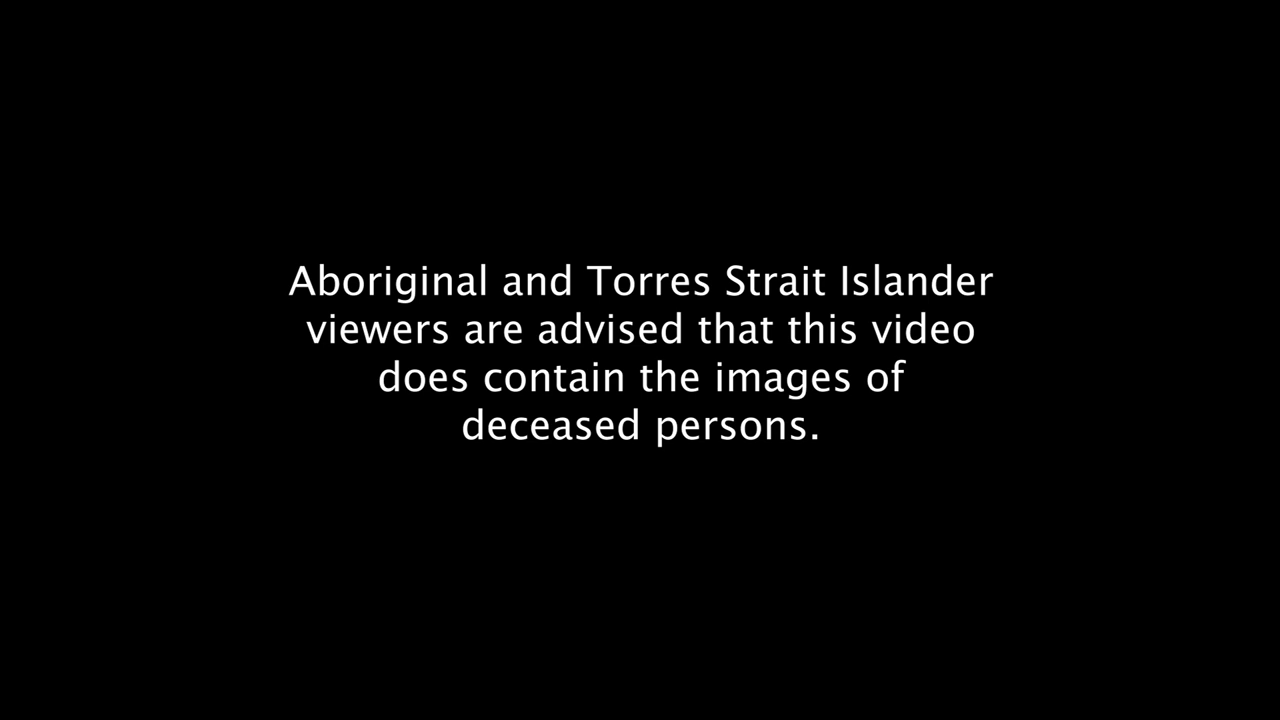 Aboriginal and Torres Strait Islander
viewers are advised that this video
does contain the images of
deceased persons.